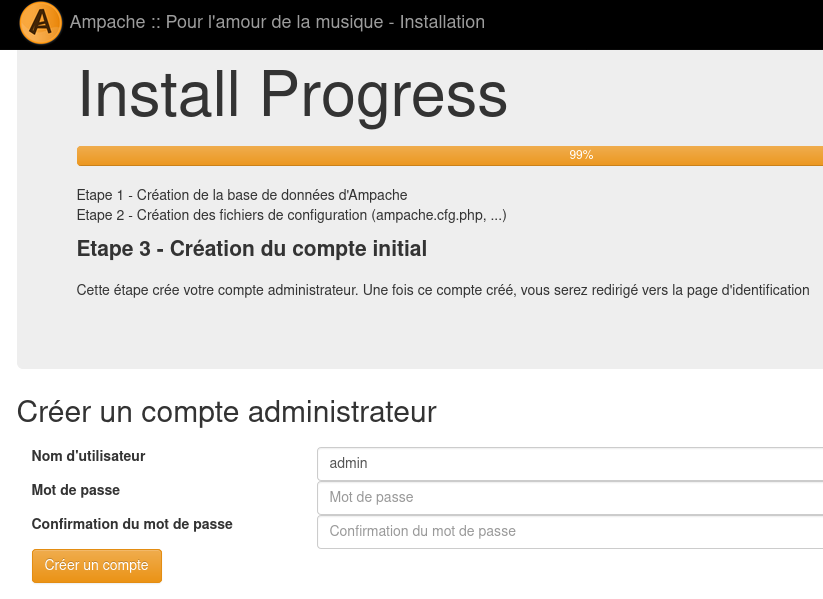 Ampache :: Pour l'amour de la musique - Installation
Install Progress
99%
Etape 1 - Création de la base de données d'Ampache
Etape 2 - Création des fichiers de configuration (ampache.cfg.php, ...)
Etape 3 - Création du compte initial
Cette étape crée votre compte administrateur. Une fois ce compte créé, vous serez redirigé vers la page d'identification
Créer un compte administrateur
Nom d'utilisateur
admin
Mot de passe
Mot de passe
Confirmation du mot de passe
Confirmation du mot de passe
Créer un compte